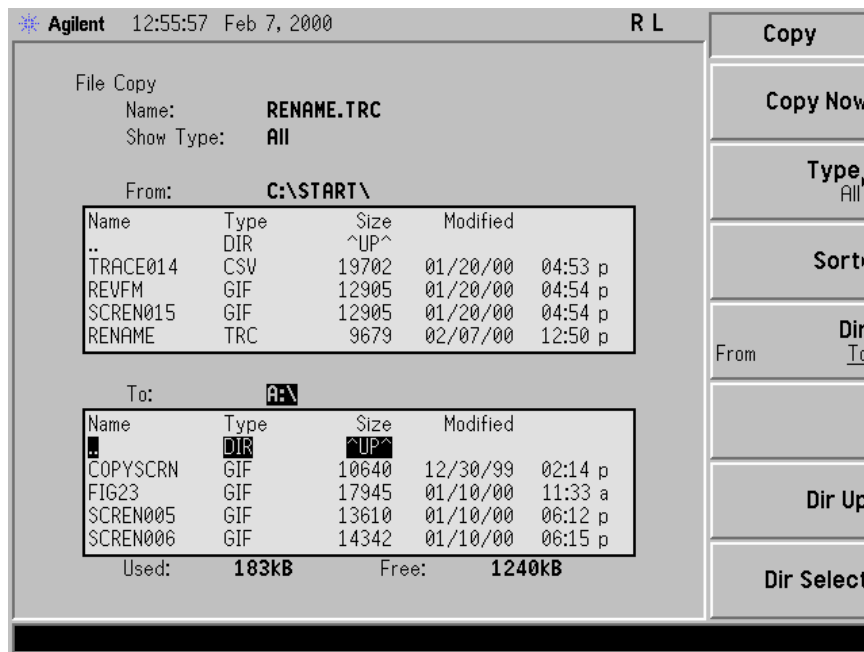 Agilent 12:55:57 Feb 7, 2000 R L
File Copy
Name: RENAME.TRC
Show Type: All
From: C:\START\
Name Type Size Modified
.. DIR ^UP^
TRACE014 CSV 19702 01/20/00 04:53 p
REVFM GIF 12905 01/20/00 04:54 p
SCREN015 GIF 12905 01/20/00 04:54 p
RENAME TRC 9679 02/07/00 12:50 p
To: A:\
Name Type Size Modified
.. DIR ^UP^
COPYSCRN GIF 10640 12/30/99 02:14 p
FIG23 GIF 17945 01/10/00 11:33 a
SCREN005 GIF 13610 01/10/00 06:12 p
SCREN006 GIF 14342 01/10/00 06:15 p
Used: 183kB Free: 1240kB
Copy
Copy Now
Type
All
Sort
Dir
From To
Dir Up
Dir Select